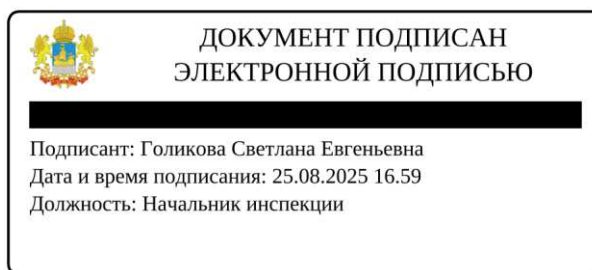 ДОКУМЕНТ ПОДПИСАН
ЭЛЕКТРОННОЙ ПОДПИСЬЮ
Подписант: Голикова Светлана Евгеньевна
Дата и время подписания: 25.08.2025 16.59
Должность: Начальник инспекции